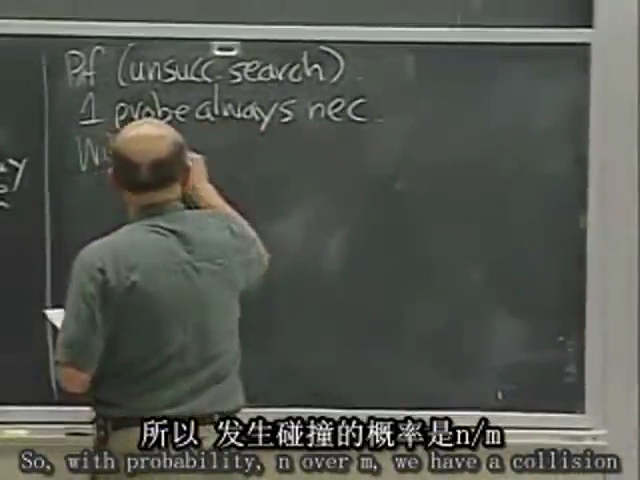 Pf (unsucc. search)
1 probe always nec
所以 发生碰撞的概率是n/m
So, with probability, n over m, we have a collision